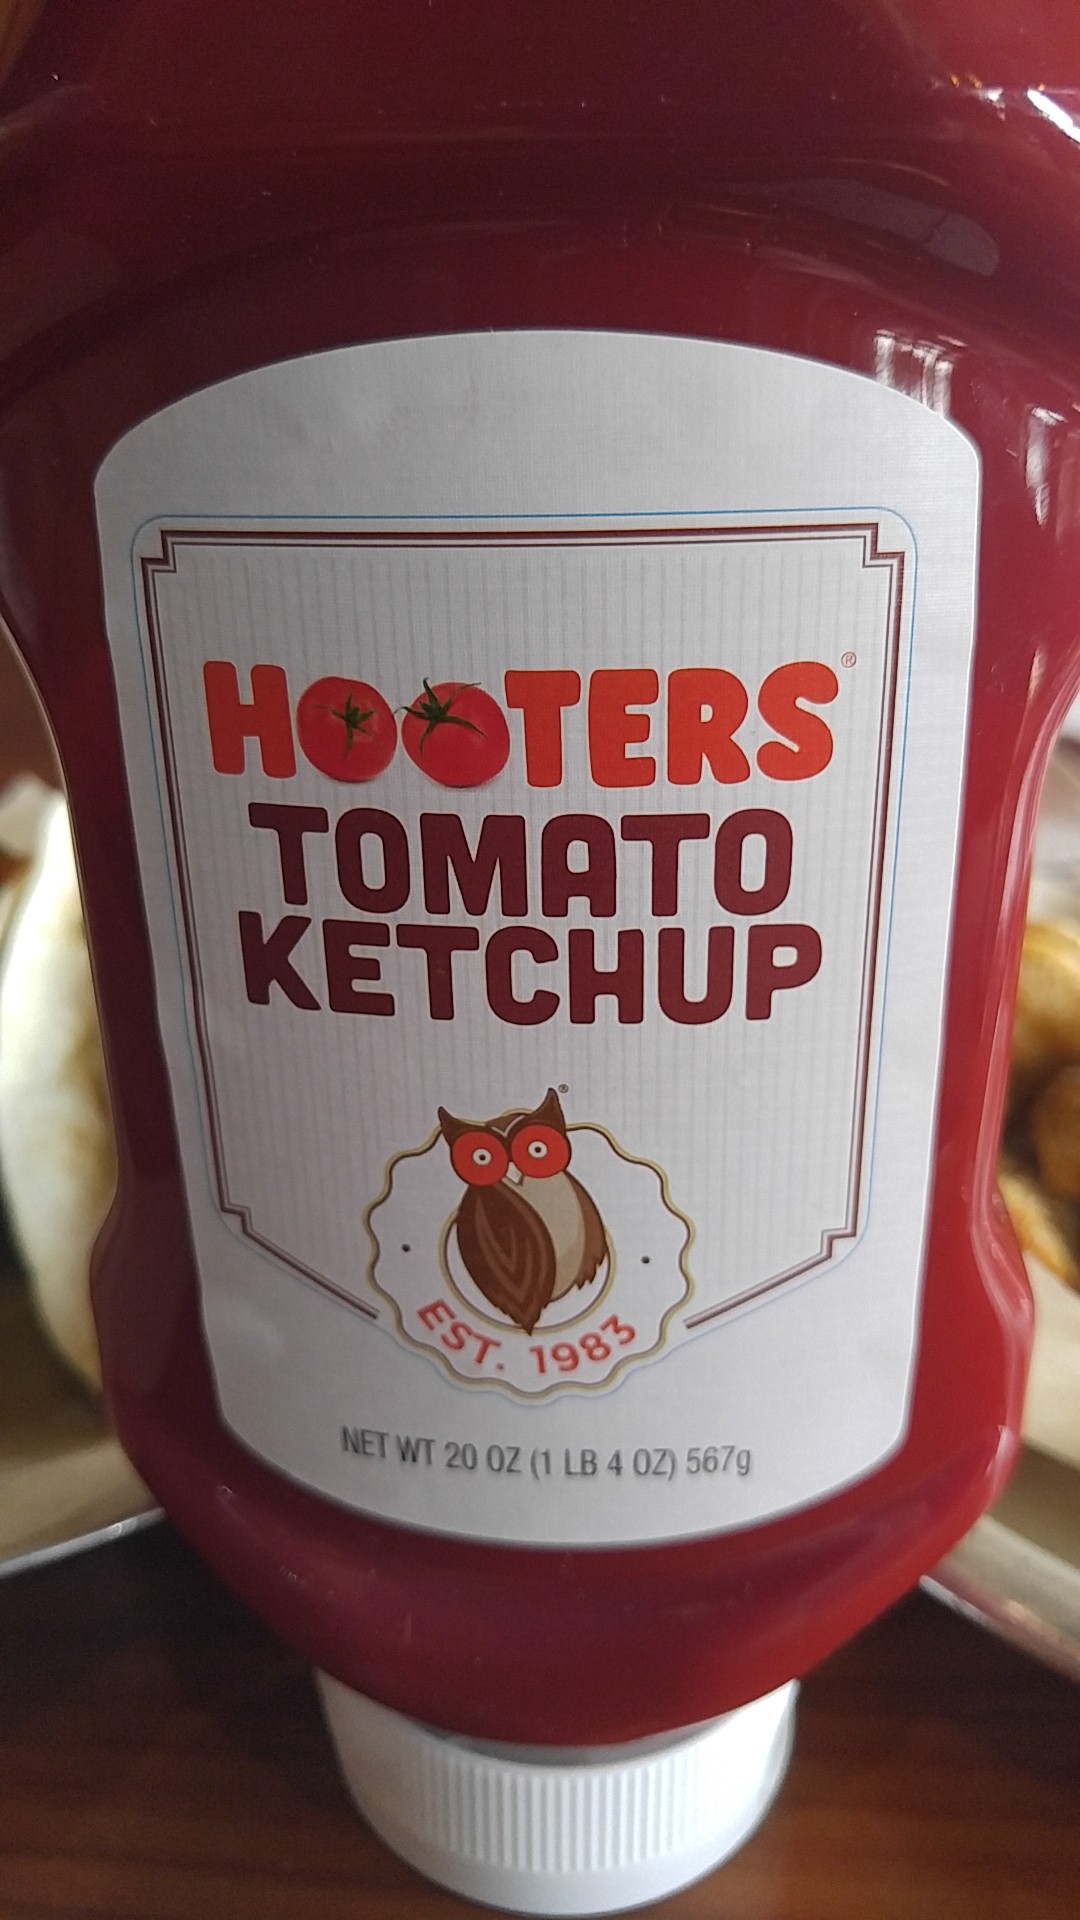 HOOTERS®
TOMATO
KETCHUP
®
EST. 1983
NET WT 20 OZ (1 LB 4 OZ) 567g